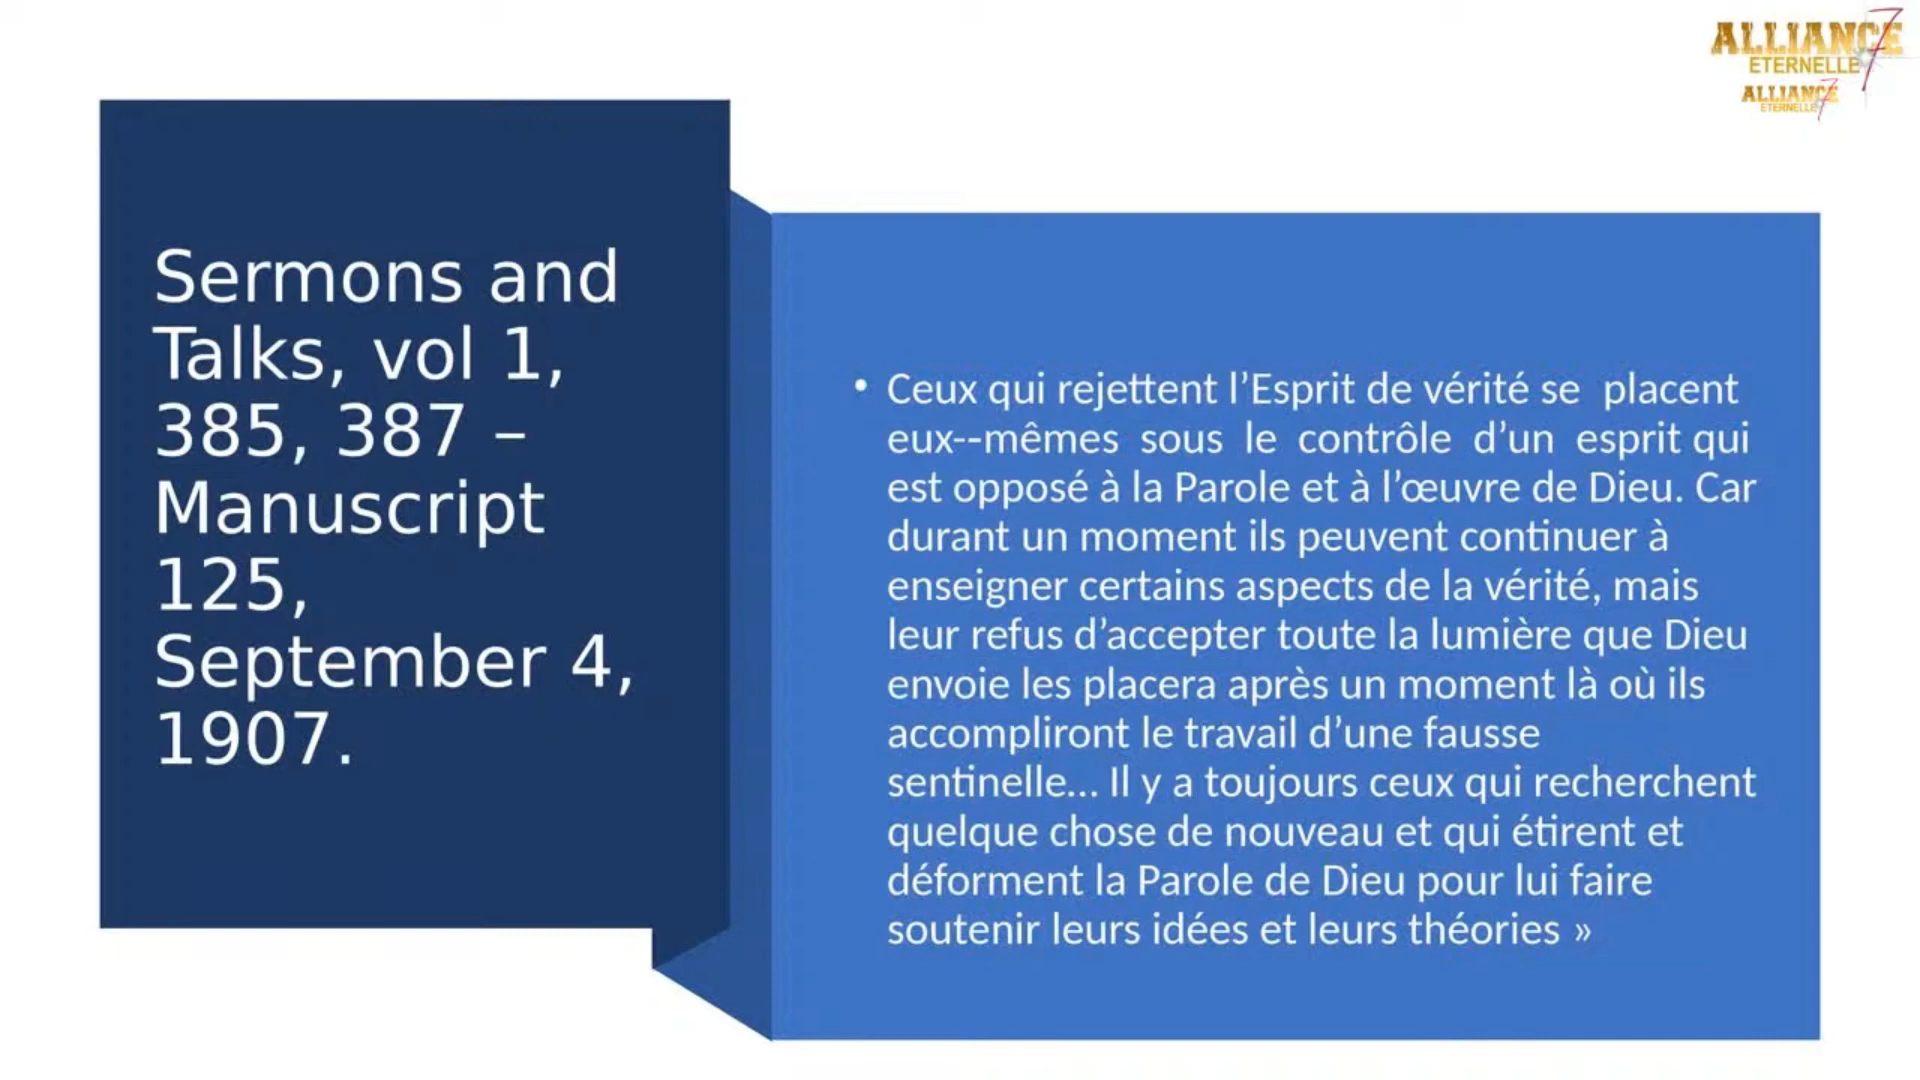 ALLIANCE 7
ETERNELLE
ALLIANCE 7
ETERNELLE
Sermons and
Talks, vol 1,
385, 387 –
Manuscript
125,
September 4,
1907.
• Ceux qui rejettent l’Esprit de vérité se placent
eux--mêmes sous le contrôle d’un esprit qui
est opposé à la Parole et à l’œuvre de Dieu. Car
durant un moment ils peuvent continuer à
enseigner certains aspects de la vérité, mais
leur refus d’accepter toute la lumière que Dieu
envoie les placera après un moment là où ils
accompliront le travail d’une fausse
sentinelle… Il y a toujours ceux qui recherchent
quelque chose de nouveau et qui étirent et
déforment la Parole de Dieu pour lui faire
soutenir leurs idées et leurs théories »